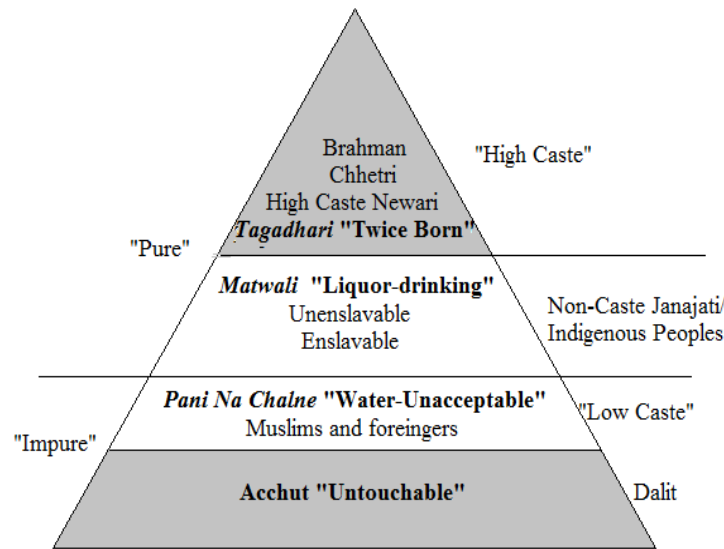 Brahman
Chhetri
High Caste Newari
Tagadhari "Twice Born"
"High Caste"
"Pure"
Matwali "Liquor-drinking"
Unenslavable
Enslavable
Non-Caste Janajati/
Indigenous Peoples
Pani Na Chalne "Water-Unacceptable"
Muslims and foreingers
"Low Caste"
"Impure"
Acchut "Untouchable"
Dalit